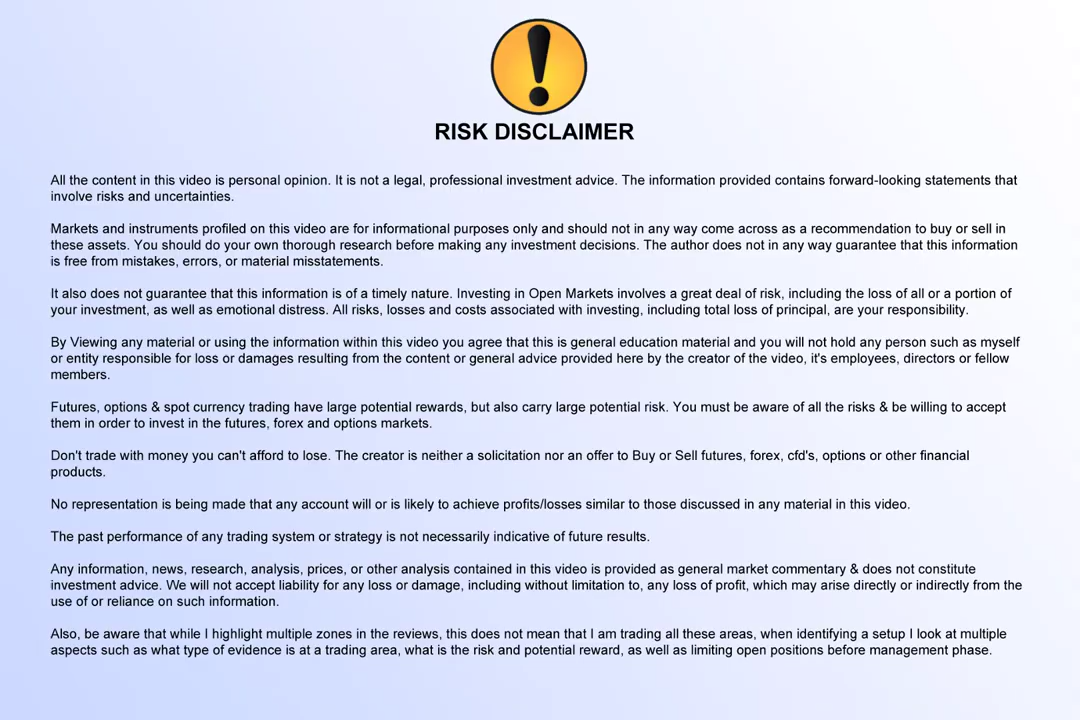 RISK DISCLAIMER
All the content in this video is personal opinion. It is not a legal, professional investment advice. The information provided contains forward-looking statements that
involve risks and uncertainties.
Markets and instruments profiled on this video are for informational purposes only and should not in any way come across as a recommendation to buy or sell in
these assets. You should do your own thorough research before making any investment decisions. The author does not in any way guarantee that this information
is free from mistakes, errors, or material misstatements.
It also does not guarantee that this information is of a timely nature. Investing in Open Markets involves a great deal of risk, including the loss of all or a portion of
your investment, as well as emotional distress. All risks, losses and costs associated with investing, including total loss of principal, are your responsibility.
By Viewing any material or using the information within this video you agree that this is general education material and you will not hold any person such as myself
or entity responsible for loss or damages resulting from the content or general advice provided here by the creator of the video, it's employees, directors or fellow
members.
Futures, options & spot currency trading have large potential rewards, but also carry large potential risk. You must be aware of all the risks & be willing to accept
them in order to invest in the futures, forex and options markets.
Don't trade with money you can't afford to lose. The creator is neither a solicitation nor an offer to Buy or Sell futures, forex, cfd's, options or other financial
products.
No representation is being made that any account will or is likely to achieve profits/losses similar to those discussed in any material in this video.
The past performance of any trading system or strategy is not necessarily indicative of future results.
Any information, news, research, analysis, prices, or other analysis contained in this video is provided as general market commentary & does not constitute
investment advice. We will not accept liability for any loss or damage, including without limitation to, any loss of profit, which may arise directly or indirectly from the
use of or reliance on such information.
Also, be aware that while I highlight multiple zones in the reviews, this does not mean that I am trading all these areas, when identifying a setup I look at multiple
aspects such as what type of evidence is at a trading area, what is the risk and potential reward, as well as limiting open positions before management phase.